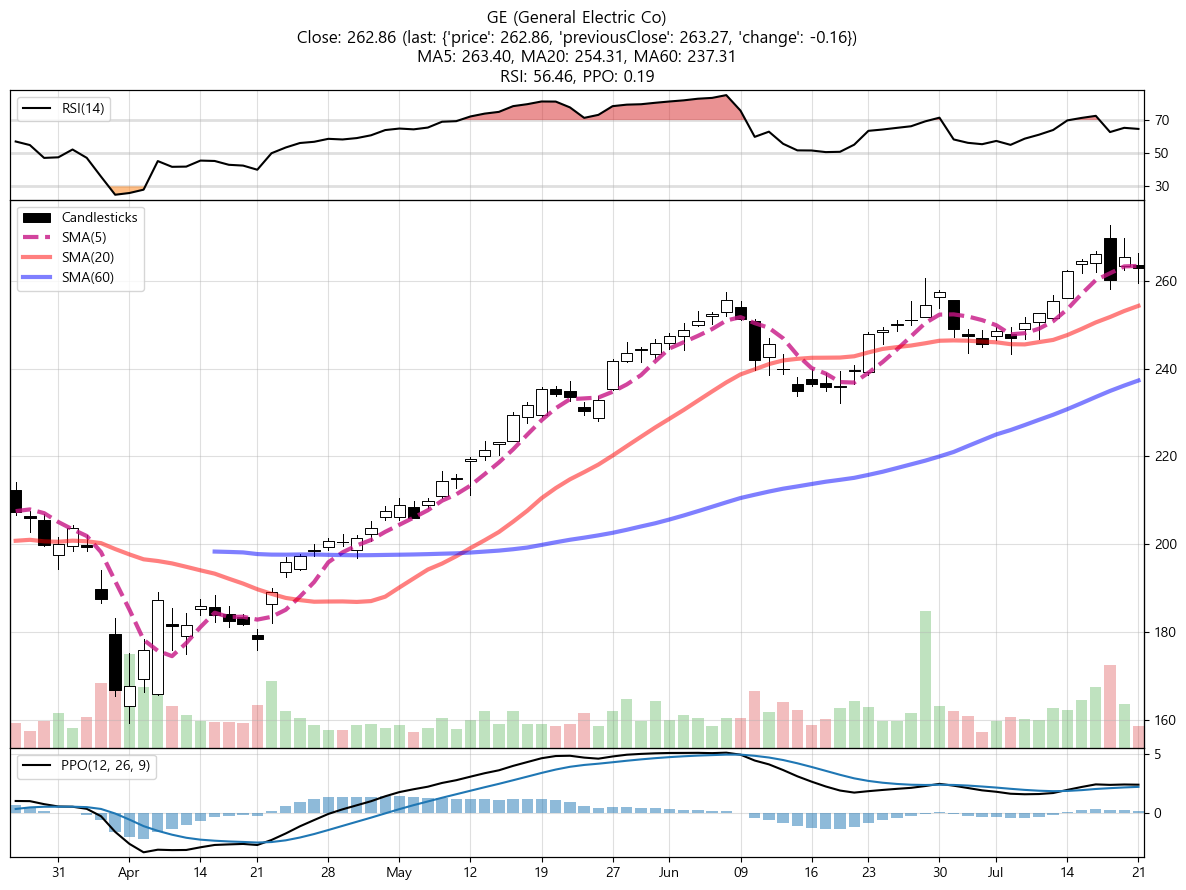 GE (General Electric Co)
Close: 262.86 (last: {'price': 262.86, 'previousClose': 263.27, 'change': -0.16})
MA5: 263.40, MA20: 254.31, MA60: 237.31
RSI: 56.46, PPO: 0.19
RSI(14)
70
50
30
Candlesticks
SMA(5)
SMA(20)
SMA(60)
260
240
220
200
180
160
PPO(12, 26, 9)
5
0
31 Apr 14 21 28 May 12 19 27 Jun 09 16 23 30 Jul 14 21